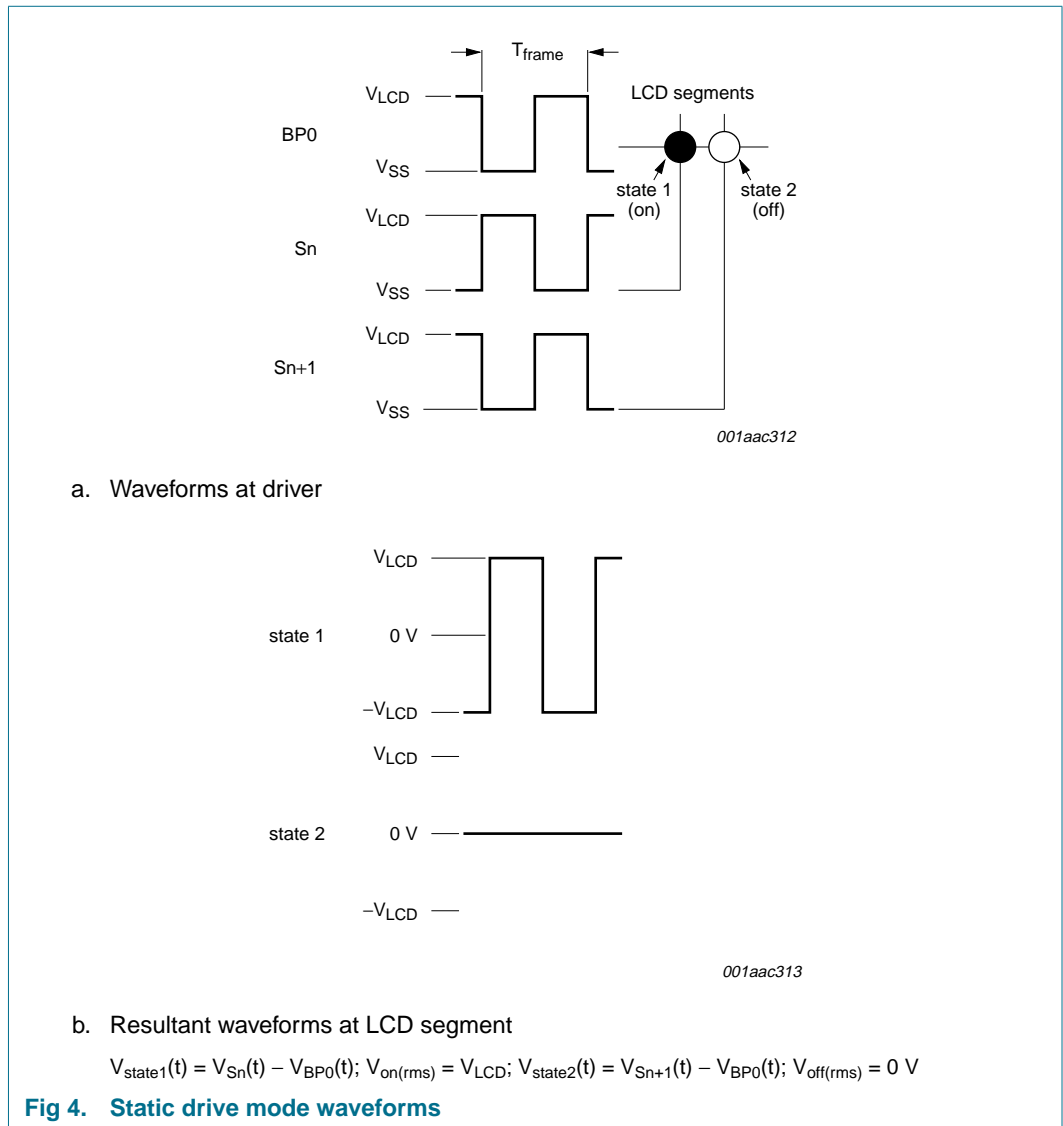 T_frame
V_LCD
LCD segments
BP0
V_SS
state 1
(on)
state 2
(off)
V_LCD
Sn
V_SS
V_LCD
Sn+1
V_SS
001aac312
a. Waveforms at driver
V_LCD
state 1 0 V
−V_LCD
V_LCD
state 2 0 V
−V_LCD
001aac313
b. Resultant waveforms at LCD segment
V_state1(t) = V_Sn(t) − V_BP0(t); V_on(rms) = V_LCD; V_state2(t) = V_Sn+1(t) − V_BP0(t); V_off(rms) = 0 V
Fig 4. Static drive mode waveforms